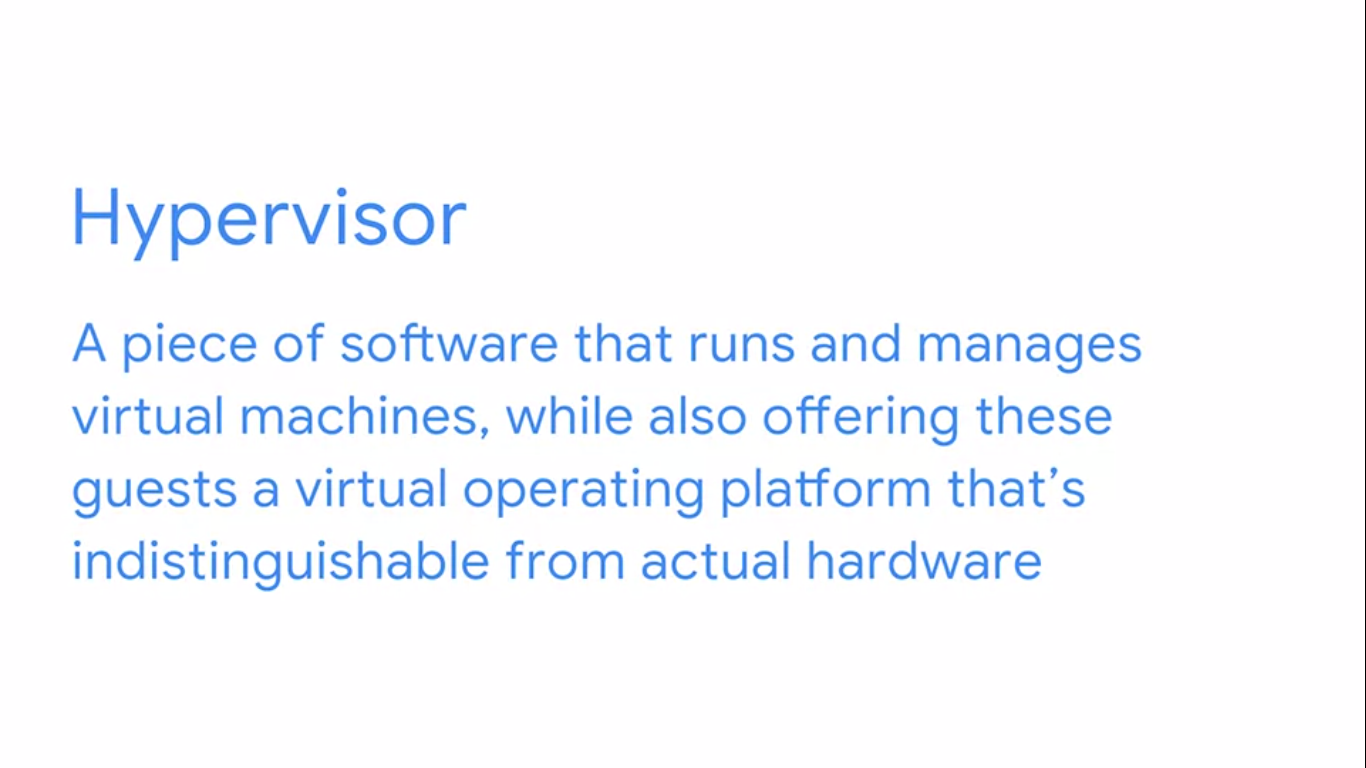 Hypervisor
A piece of software that runs and manages
virtual machines, while also offering these
guests a virtual operating platform that’s
indistinguishable from actual hardware